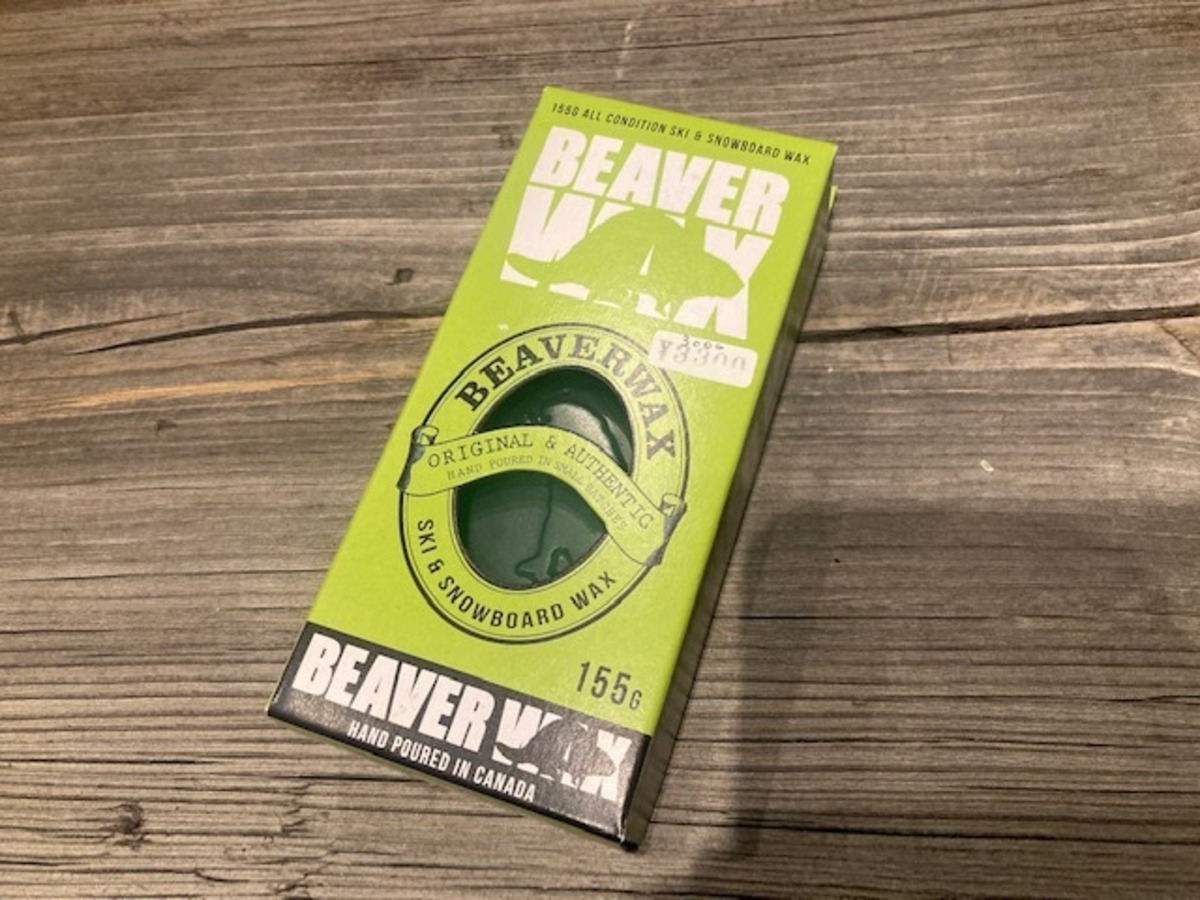 155G ALL CONDITION SKI & SNOWBOARD WAX
BEAVER
WAX
3000
¥3300
BEAVERWAX
ORIGINAL & AUTHENTIC
HAND POURED IN SMALL BATCHES
SKI & SNOWBOARD WAX
155G
BEAVER WAX
HAND POURED IN CANADA